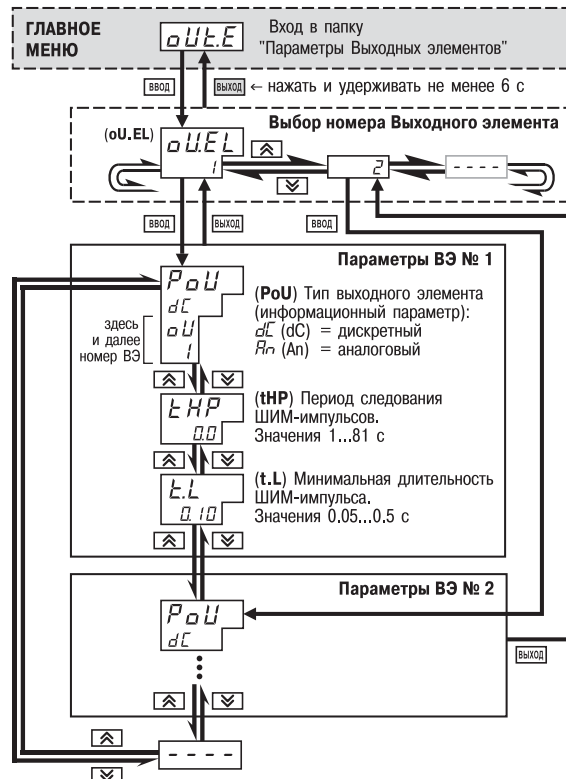 ГЛАВНОЕ МЕНЮ
oUt.E
Вход в папку
"Параметры Выходных элементов"
ВВОД
ВЫХОД
← нажать и удерживать не менее 6 с
Выбор номера Выходного элемента
(oU.EL)
oU.EL
1
2
- - - -
ВВОД
ВЫХОД
ВВОД
Параметры ВЭ № 1
PoU
dC
oU
1
здесь
и далее
номер ВЭ
(PoU) Тип выходного элемента
(информационный параметр):
dC (dC) = дискретный
An (An) = аналоговый
tHP
0.0
(tHP) Период следования
ШИМ-импульсов.
Значения 1...81 с
t.L
0.10
(t.L) Минимальная длительность
ШИМ-импульса.
Значения 0.05...0.5 с
Параметры ВЭ № 2
PoU
dC
ВЫХОД
- - - -